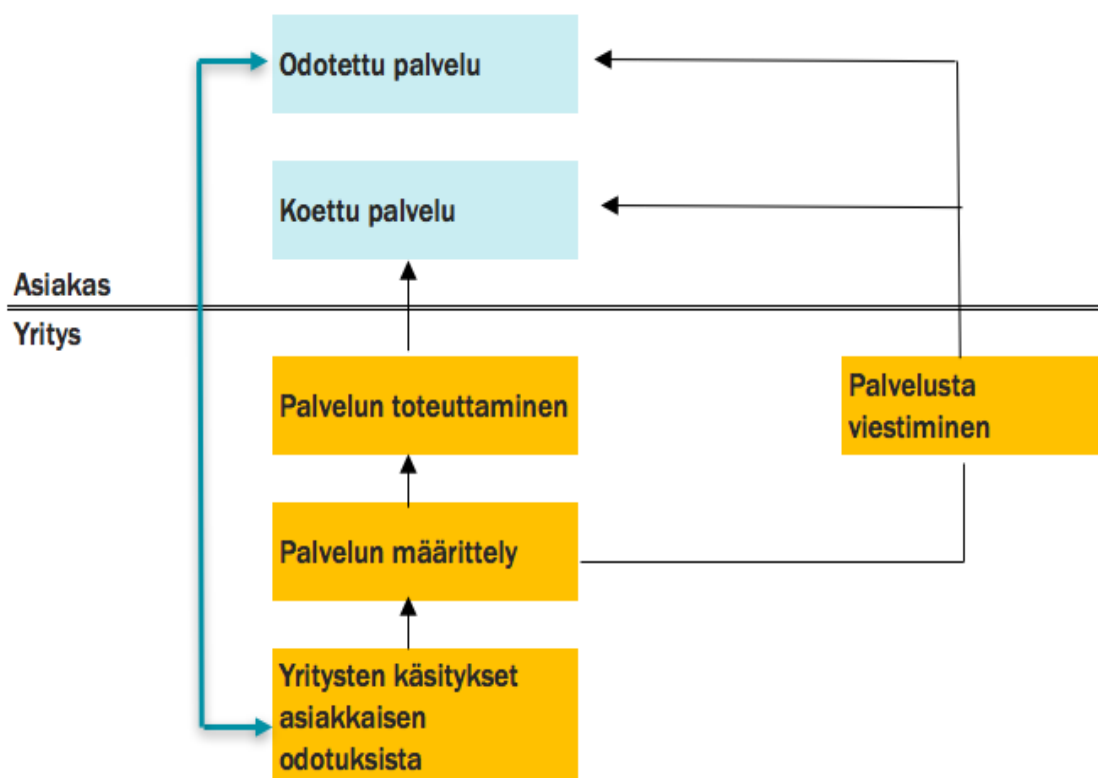 Odotettu palvelu
Koettu palvelu
Asiakas
Yritys
Palvelun toteuttaminen
Palvelusta
viestiminen
Palvelun määrittely
Yritysten käsitykset
asiakkaisen
odotuksista